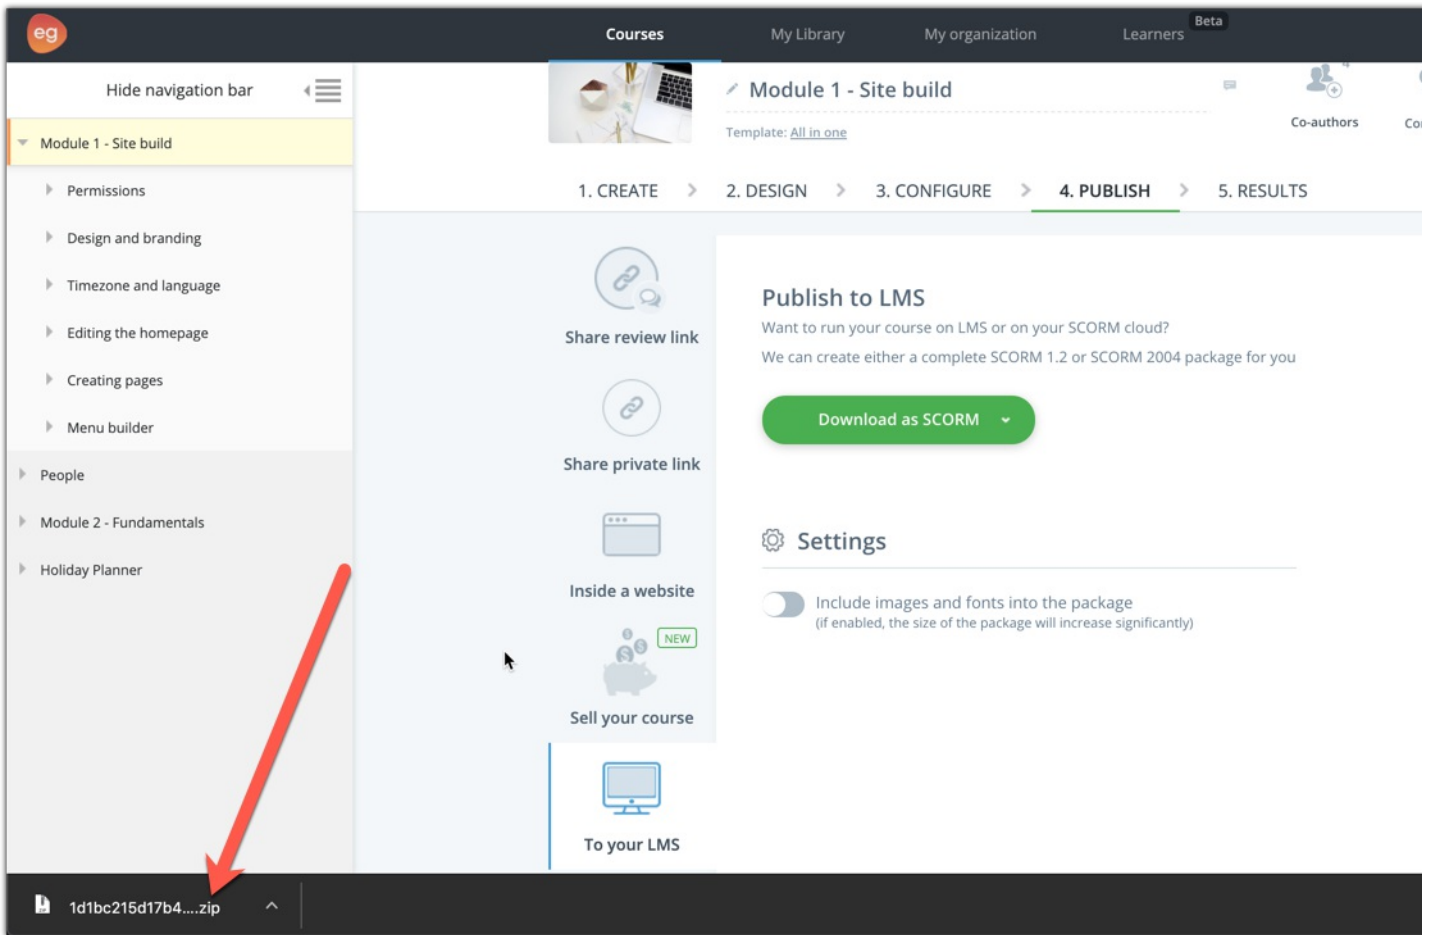 eg
Courses
My Library
My organization
Learners
Beta
Hide navigation bar
Module 1 - Site build
Permissions
Design and branding
Timezone and language
Editing the homepage
Creating pages
Menu builder
People
Module 2 - Fundamentals
Holiday Planner
Module 1 - Site build
Template: All in one
Co-authors
1. CREATE > 2. DESIGN > 3. CONFIGURE > 4. PUBLISH > 5. RESULTS
Share review link
Share private link
Inside a website
NEW
Sell your course
To your LMS
Publish to LMS
Want to run your course on LMS or on your SCORM cloud?
We can create either a complete SCORM 1.2 or SCORM 2004 package for you
Download as SCORM
Settings
Include images and fonts into the package
(if enabled, the size of the package will increase significantly)
1d1bc215d17b4....zip